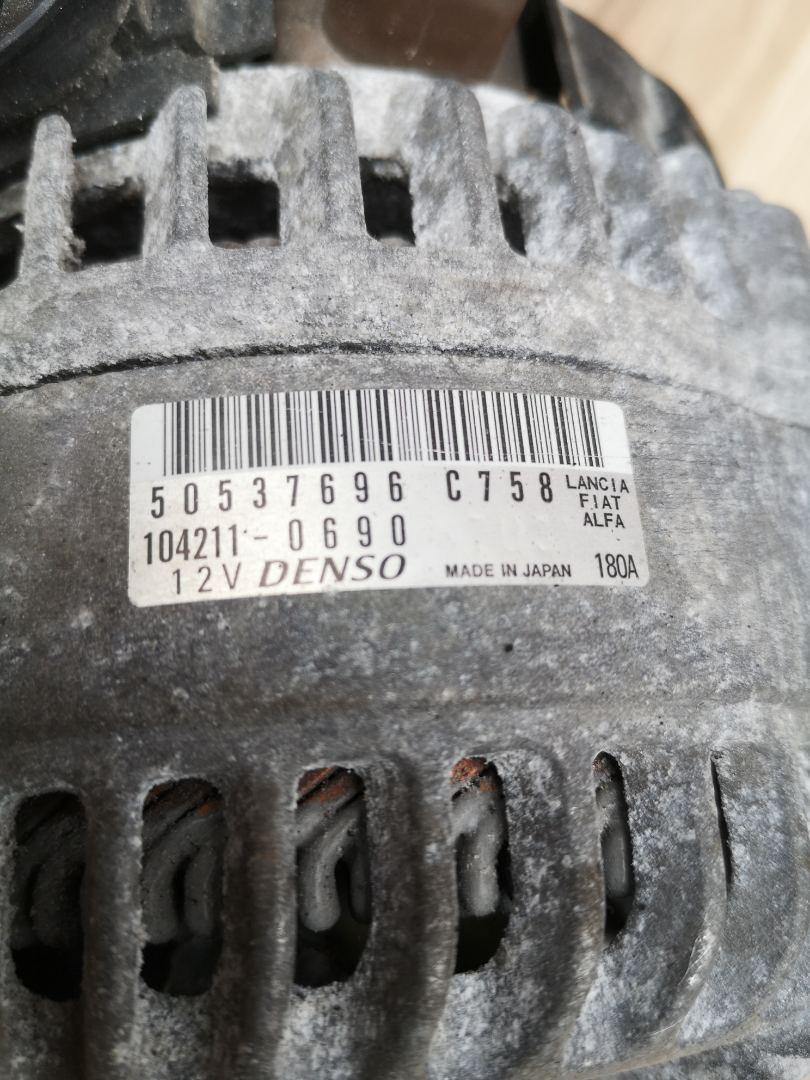 50537696 C758
LANCIA
FIAT
ALFA
104211-0690
12V DENSO MADE IN JAPAN 180A